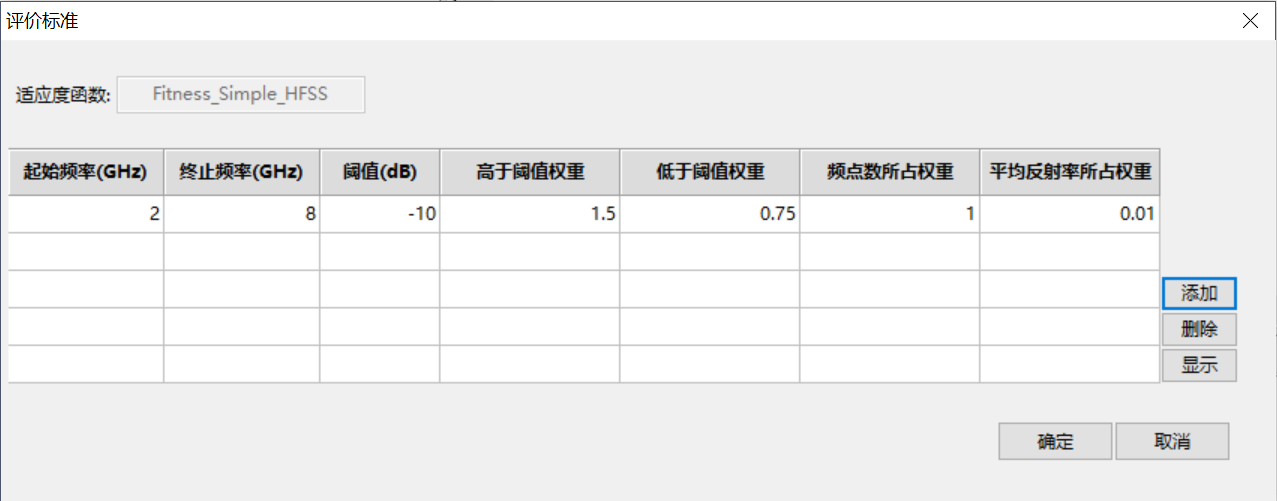 评价标准
适应度函数: Fitness_Simple_HFSS
起始频率(GHz) 终止频率(GHz) 阈值(dB) 高于阈值权重 低于阈值权重 频点数所占权重 平均反射率所占权重
2 8 -10 1.5 0.75 1 0.01
添加
删除
显示
确定 取消